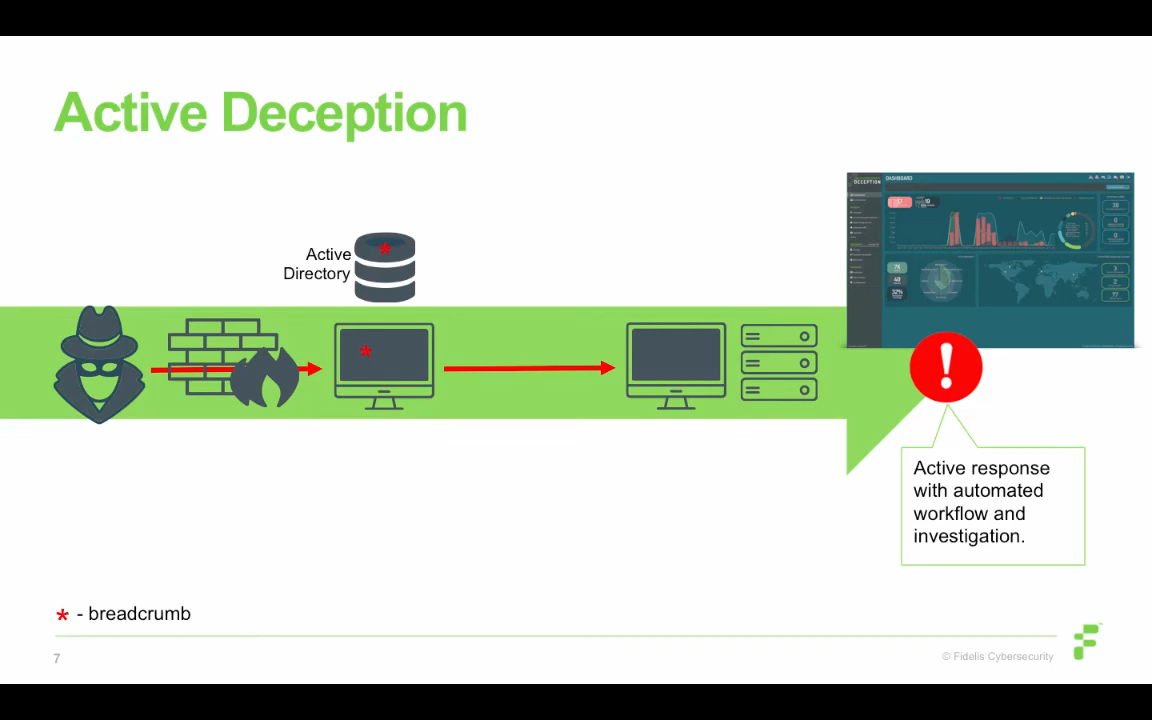 Active Deception
Active
Directory
*
*
DECEPTION
DASHBOARD
!
Active response
with automated
workflow and
investigation.
* - breadcrumb
7
© Fidelis Cybersecurity